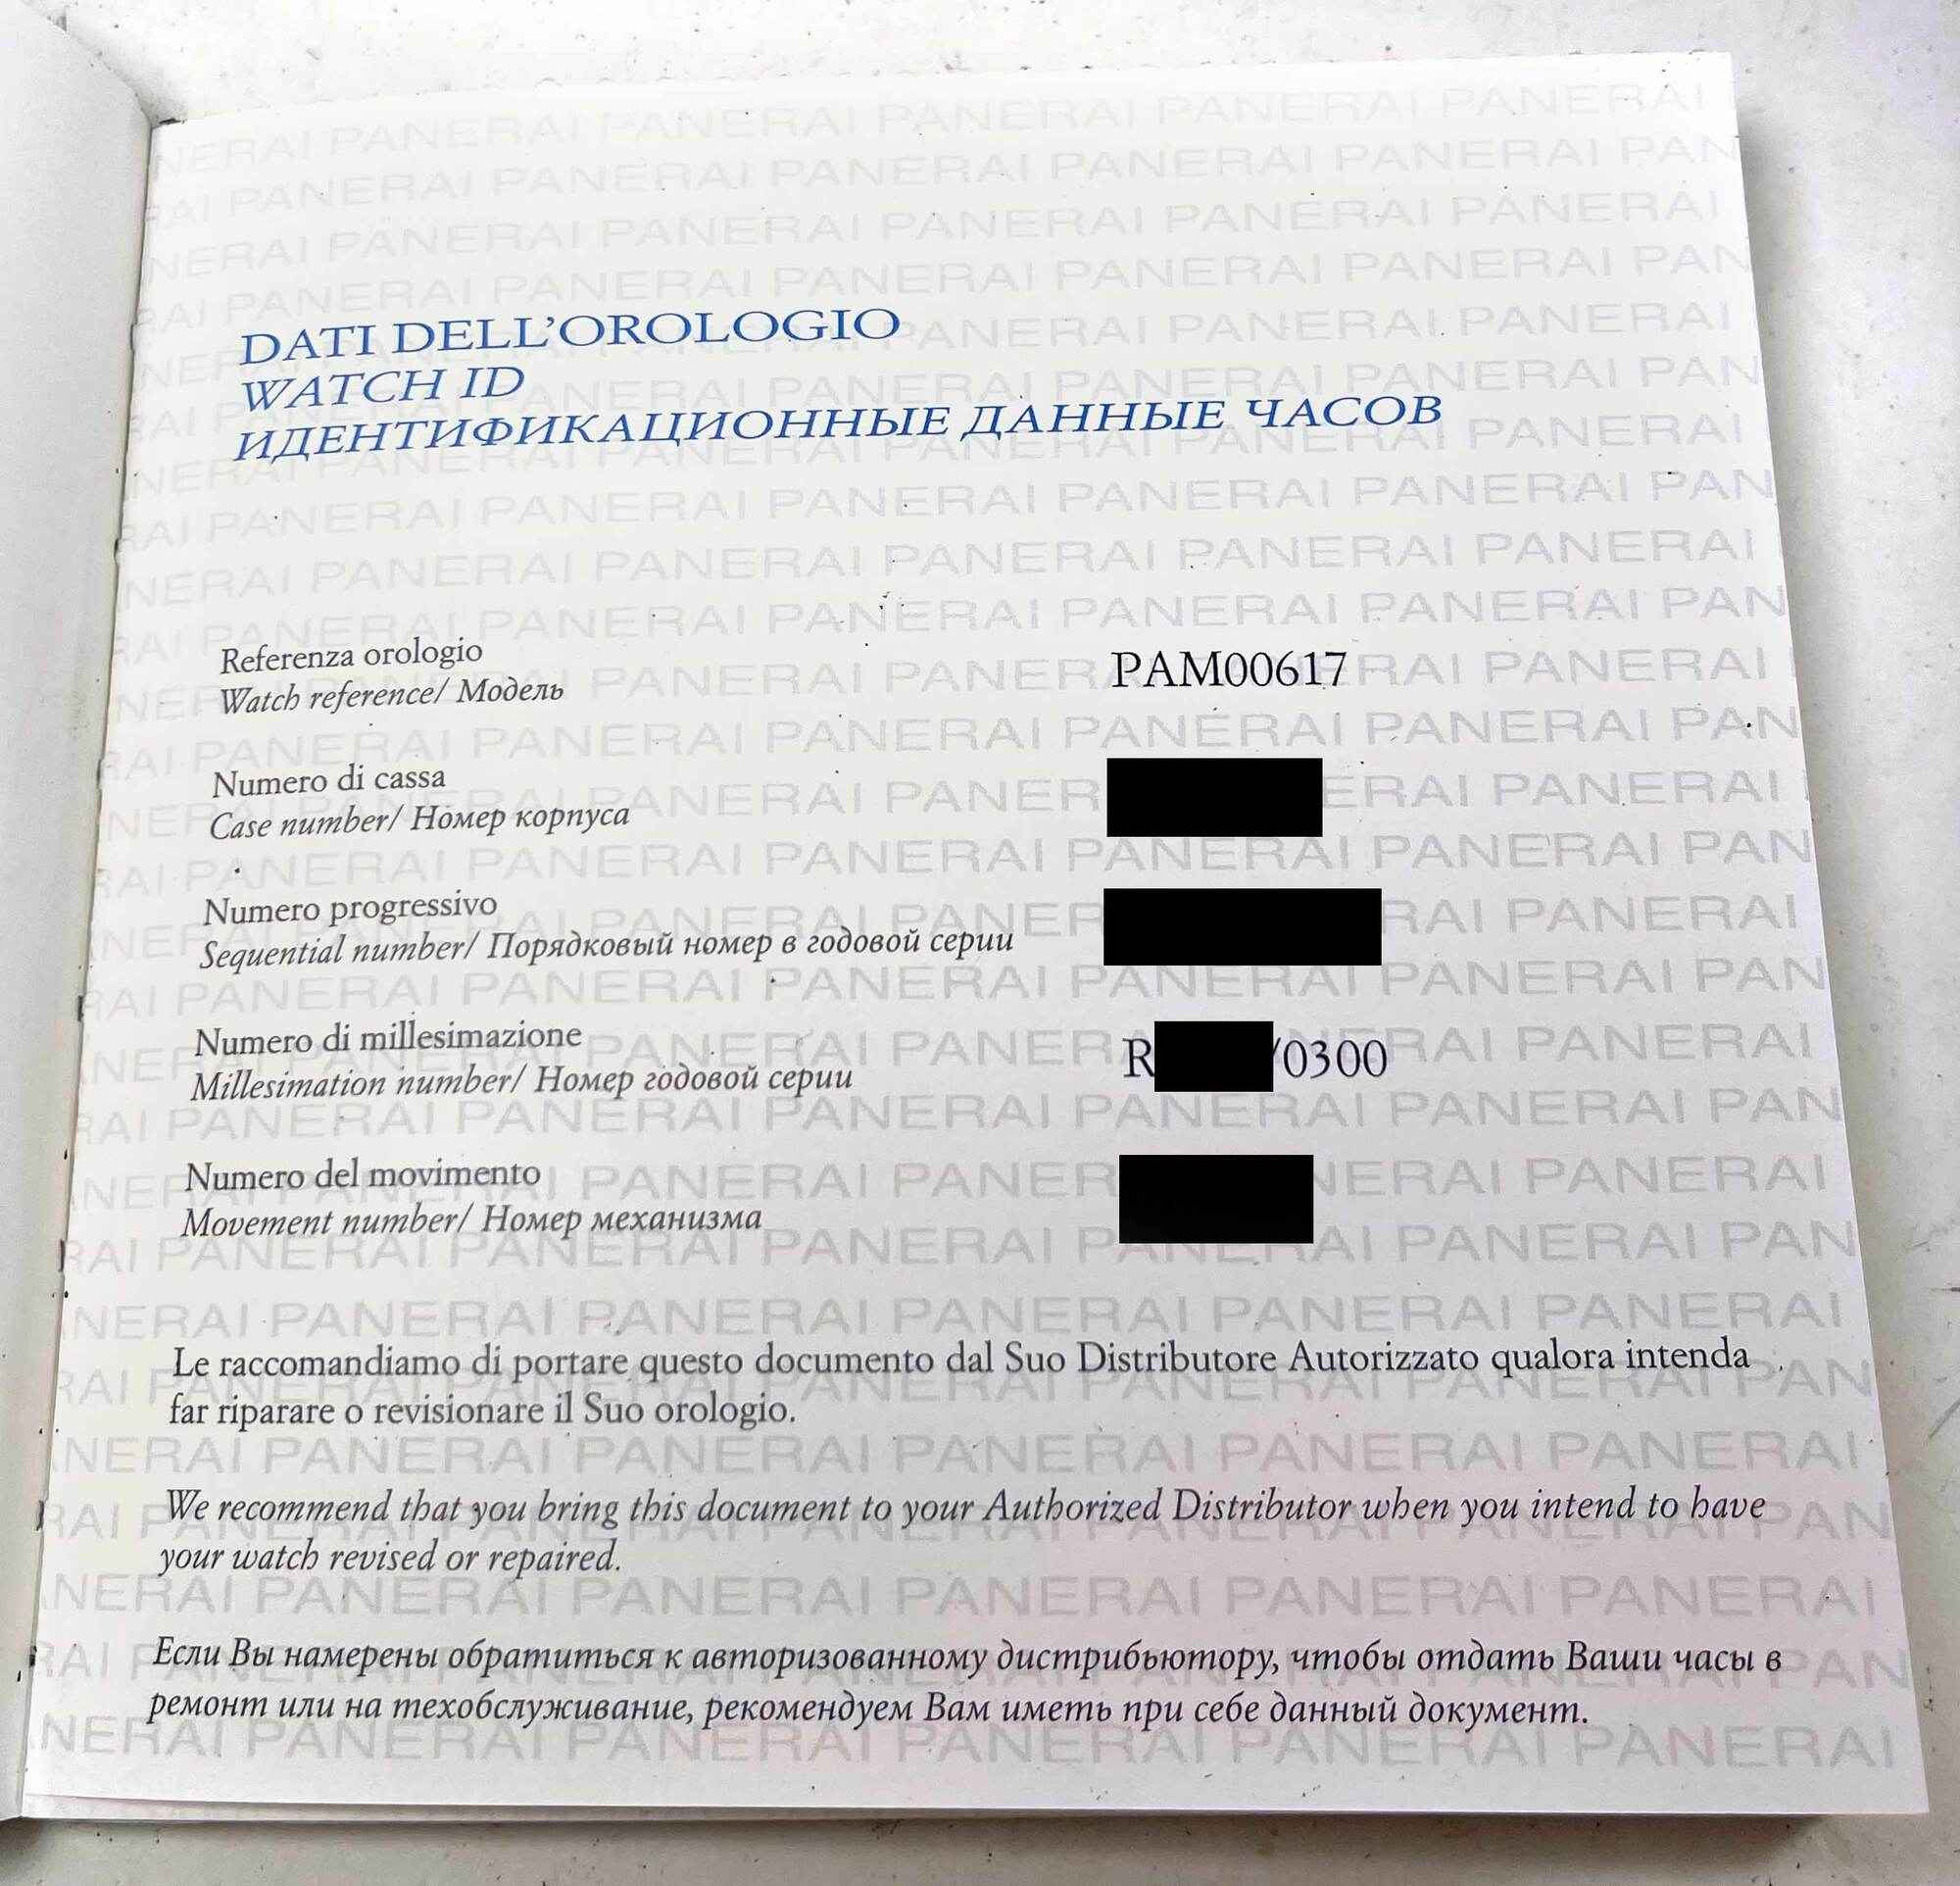 DATI DELL'OROLOGIO
WATCH ID
ИДЕНТИФИКАЦИОННЫЕ ДАННЫЕ ЧАСОВ
Referenza orologio
Watch reference/ Модель
PAM00617
Numero di cassa
Case number/ Номер корпуса
Numero progressivo
Sequential number/ Порядковый номер в годовой серии
Numero di millesimazione
Millesimation number/ Номер годовой серии
R /0300
Numero del movimento
Movement number/ Номер механизма
Le raccomandiamo di portare questo documento dal Suo Distributore Autorizzato qualora intenda
far riparare o revisionare il Suo orologio.
We recommend that you bring this document to your Authorized Distributor when you intend to have
your watch revised or repaired.
Если Вы намерены обратиться к авторизованному дистрибьютору, чтобы отдать Ваши часы в
ремонт или на техобслуживание, рекомендуем Вам иметь при себе данный документ.